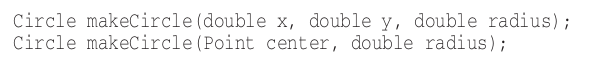 Circle makeCircle(double x, double y, double radius);
Circle makeCircle(Point center, double radius);